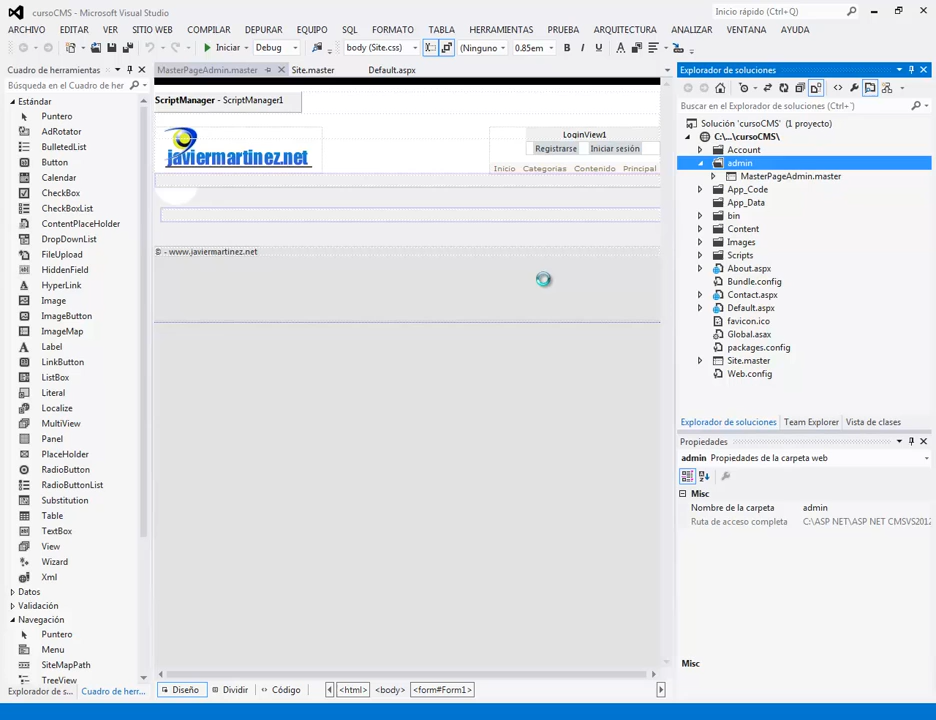 cursoCMS - Microsoft Visual Studio
Inicio rápido (Ctrl+Q)
ARCHIVO EDITAR VER SITIO WEB COMPILAR DEPURAR EQUIPO SQL FORMATO TABLA HERRAMIENTAS PRUEBA ARQUITECTURA ANALIZAR VENTANA AYUDA
Iniciar Debug body (Site.css) (Ninguno) 0.85em B I U A
Cuadro de herramientas
Búsqueda en el Cuadro de her
Estándar
Puntero
AdRotator
BulletedList
Button
Calendar
CheckBox
CheckBoxList
ContentPlaceHolder
DropDownList
FileUpload
HiddenField
HyperLink
Image
ImageButton
ImageMap
Label
LinkButton
ListBox
Literal
Localize
MultiView
Panel
PlaceHolder
RadioButton
RadioButtonList
Substitution
Table
TextBox
View
Wizard
Xml
Datos
Validación
Navegación
Puntero
Menu
SiteMapPath
TreeView
Explorador de s... Cuadro de herr...
MasterPageAdmin.master Site.master Default.aspx
ScriptManager - ScriptManager1
javiermartinez.net
LoginView1
Registrarse Iniciar sesión
Inicio Categorias Contenido Principal
© - www.javiermartinez.net
Diseño Dividir Código <html> <body> <form#Form1>
Explorador de soluciones
Buscar en el Explorador de soluciones (Ctrl+´)
Solución 'cursoCMS' (1 proyecto)
C:\...\cursoCMS\
Account
admin
MasterPageAdmin.master
App_Code
App_Data
bin
Content
Images
Scripts
About.aspx
Bundle.config
Contact.aspx
Default.aspx
favicon.ico
Global.asax
packages.config
Site.master
Web.config
Explorador de soluciones Team Explorer Vista de clases
Propiedades
admin Propiedades de la carpeta web
Misc
Nombre de la carpeta admin
Ruta de acceso completa C:\ASP NET\ASP NET CMSVS2012
Misc